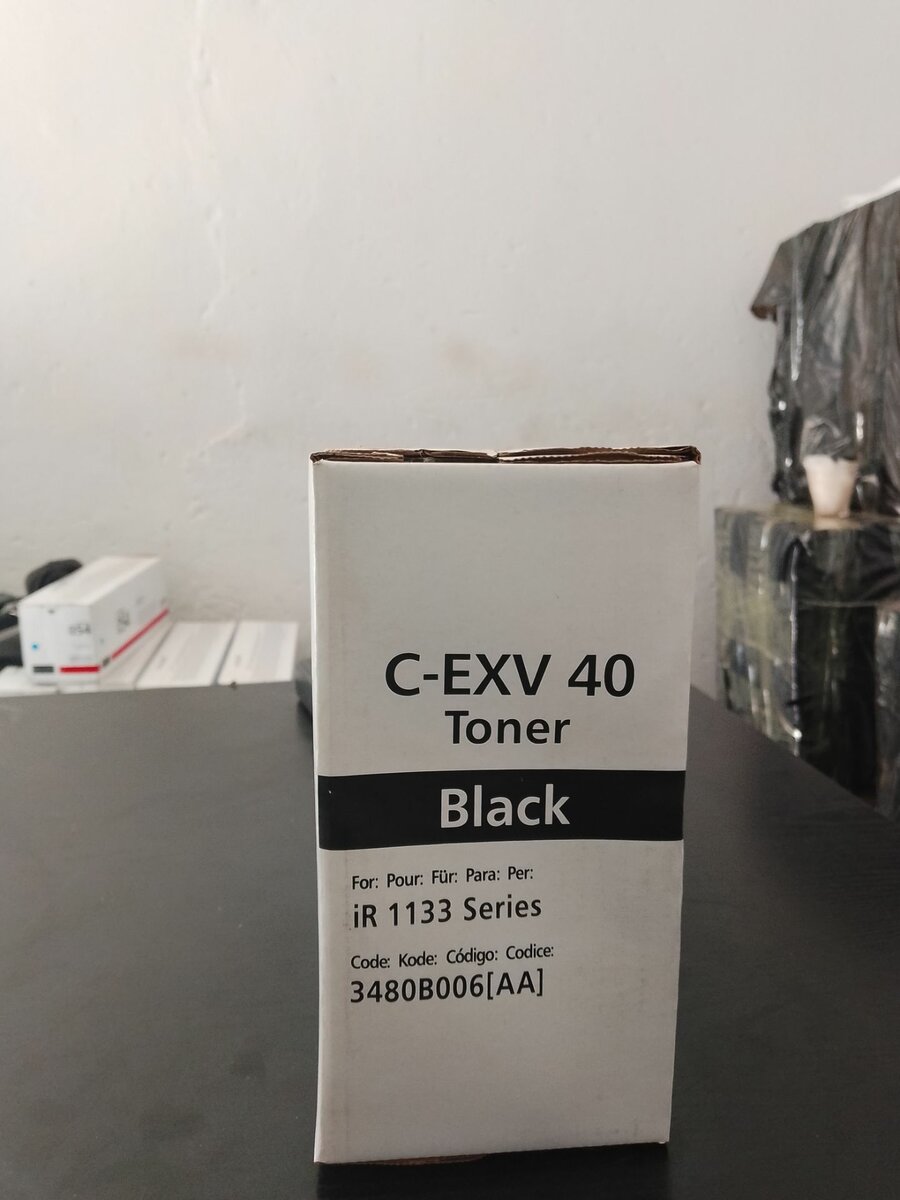 C-EXV 40
Toner
Black
For: Pour: Für: Para: Per:
iR 1133 Series
Code: Kode: Código: Codice:
3480B006[AA]